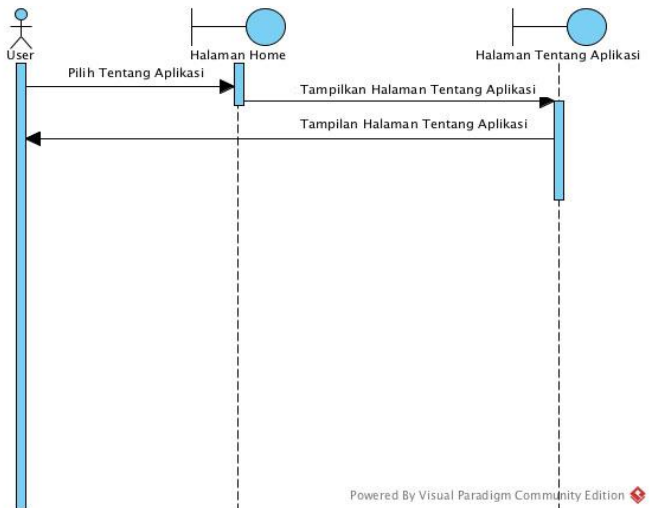 User
Halaman Home
Halaman Tentang Aplikasi
Pilih Tentang Aplikasi
Tampilkan Halaman Tentang Aplikasi
Tampilan Halaman Tentang Aplikasi
Powered By Visual Paradigm Community Edition